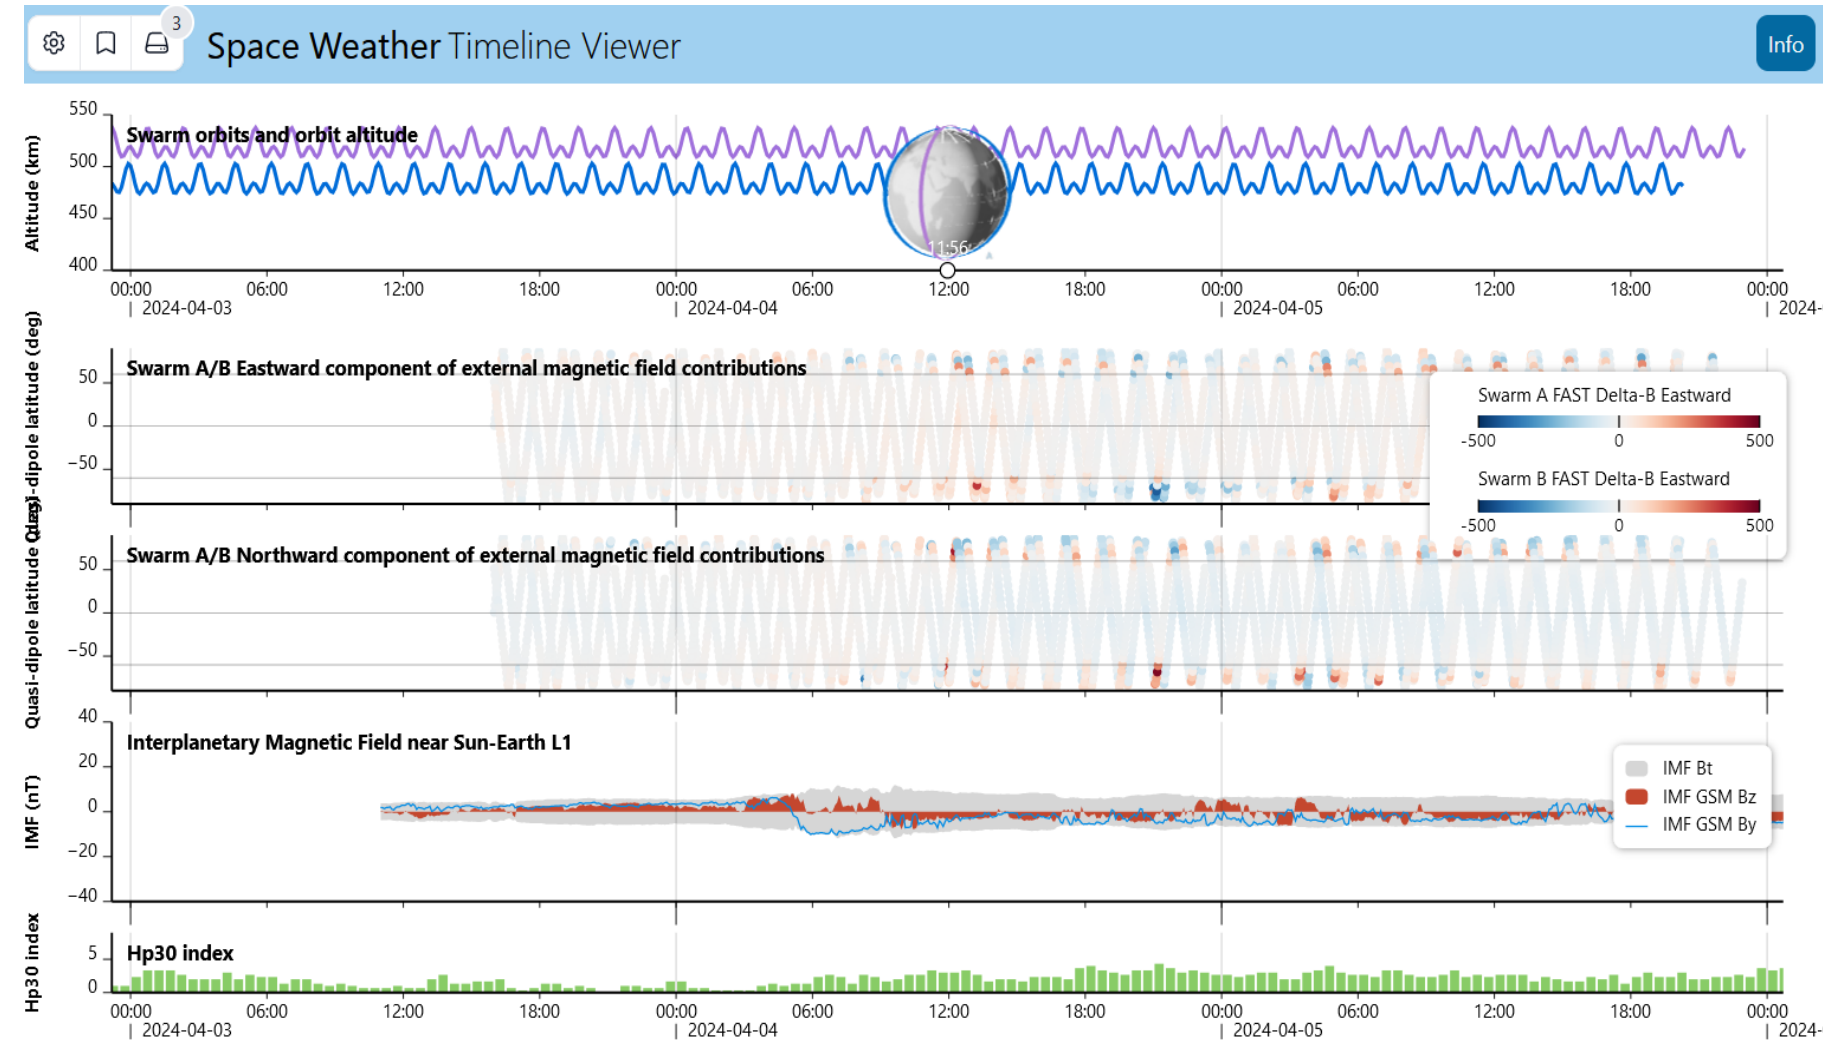 3
Space Weather Timeline Viewer
Info
Altitude (km)
550
500
450
400
Swarm orbits and orbit altitude
11:56
00:00 06:00 12:00 18:00 00:00 06:00 12:00 18:00 00:00 06:00 12:00 18:00 00:00
| 2024-04-03 | 2024-04-04 | 2024-04-05 | 2024-
Quasi-dipole latitude (deg)
50
0
−50
Swarm A/B Eastward component of external magnetic field contributions
Swarm A FAST Delta-B Eastward
-500 0 500
Swarm B FAST Delta-B Eastward
-500 0 500
Quasi-dipole latitude (deg)
50
0
−50
Swarm A/B Northward component of external magnetic field contributions
IMF (nT)
40
20
0
−20
−40
Interplanetary Magnetic Field near Sun-Earth L1
IMF Bt
IMF GSM Bz
IMF GSM By
Hp30 index
5
0
Hp30 index
00:00 06:00 12:00 18:00 00:00 06:00 12:00 18:00 00:00 06:00 12:00 18:00 00:00
| 2024-04-03 | 2024-04-04 | 2024-04-05 | 2024-